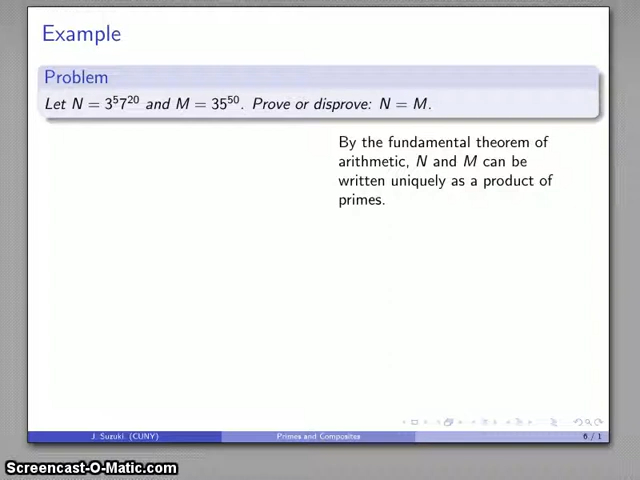 Example
Problem
Let N = 3⁵7²⁰ and M = 35⁵⁰. Prove or disprove: N = M.
By the fundamental theorem of
arithmetic, N and M can be
written uniquely as a product of
primes.
J. Suzuki (CUNY) Primes and Composites 6 / 1
Screencast-O-Matic.com